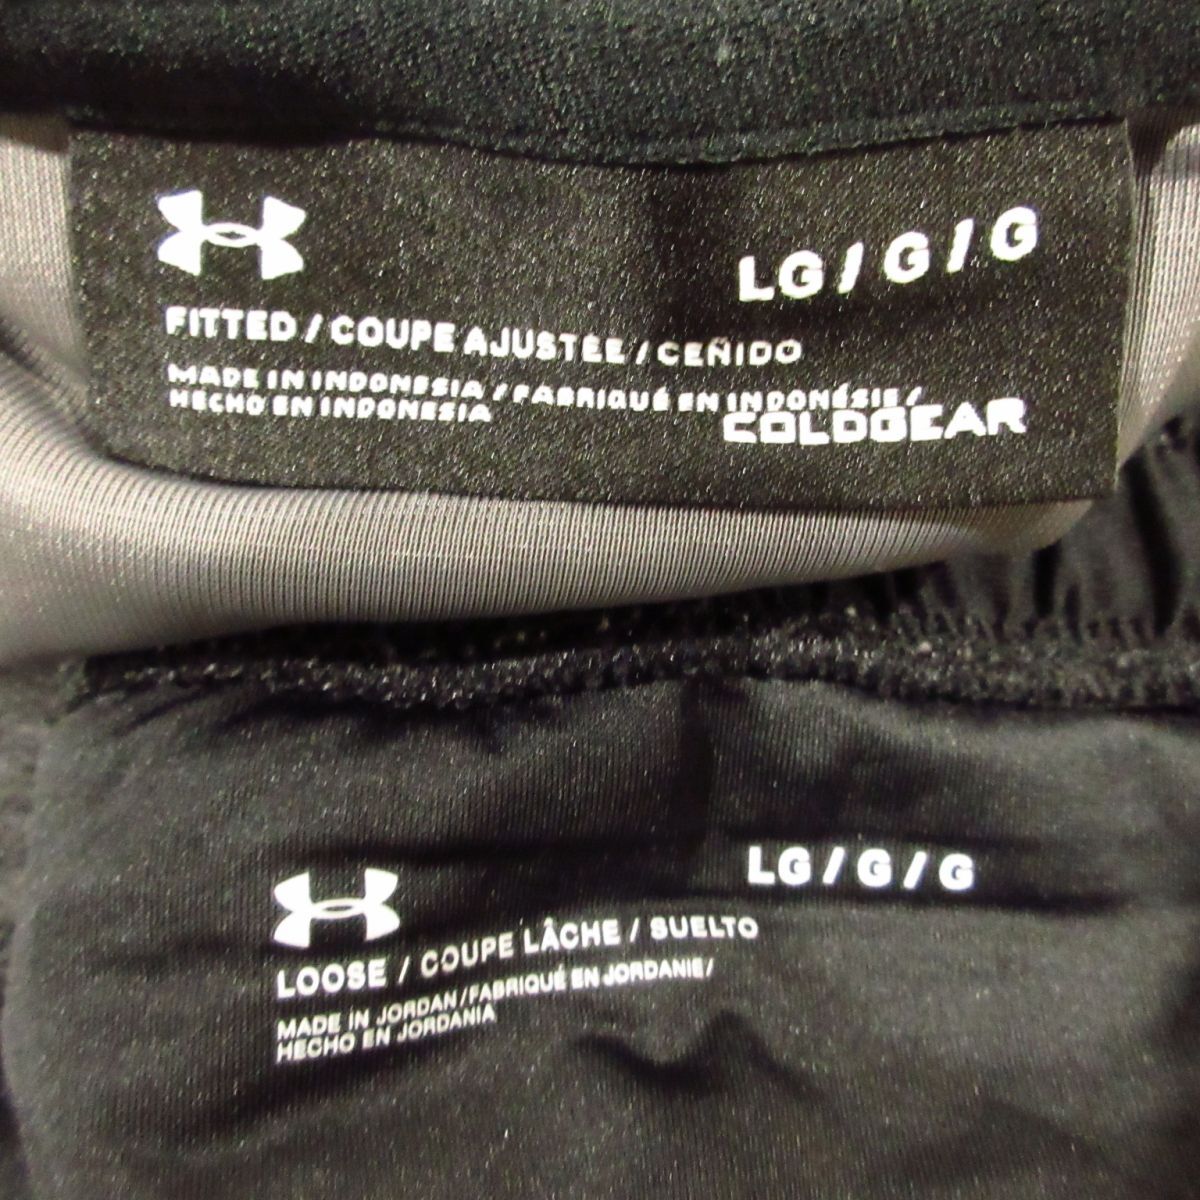 LG / G / G
FITTED / COUPE AJUSTÉE / CEÑIDO
MADE IN INDONESIA / FABRIQUÉ EN INDONÉSIE /
HECHO EN INDONESIA
COLDGEAR
LG / G / G
LOOSE / COUPE LÂCHE / SUELTO
MADE IN JORDAN / FABRIQUÉ EN JORDANIE /
HECHO EN JORDANIA